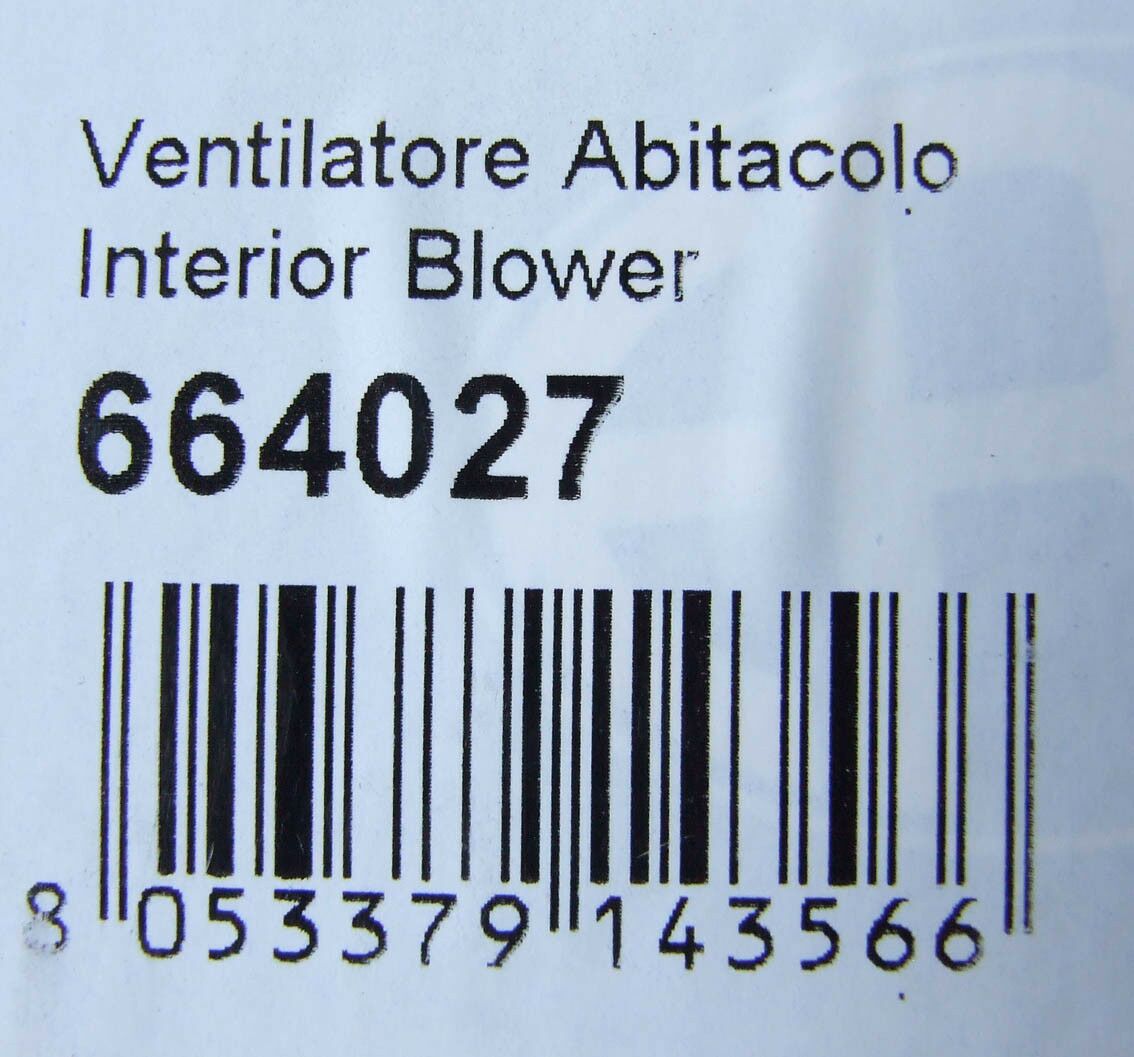 Ventilatore Abitacolo
Interior Blower
664027
8 053379 143566